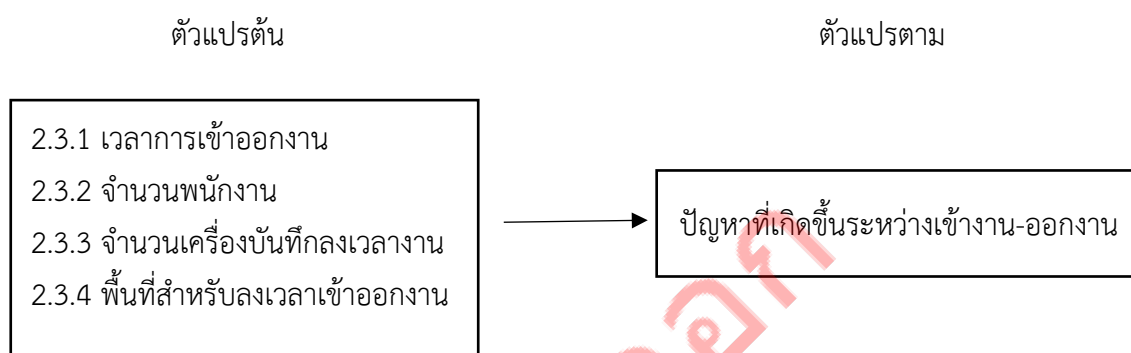 ตัวแปรต้น
ตัวแปรตาม
2.3.1 เวลาการเข้าออกงาน
2.3.2 จำนวนพนักงาน
2.3.3 จำนวนเครื่องบันทึกลงเวลางาน
2.3.4 พื้นที่สำหรับลงเวลาเข้าออกงาน
ปัญหาที่เกิดขึ้นระหว่างเข้างาน-ออกงาน